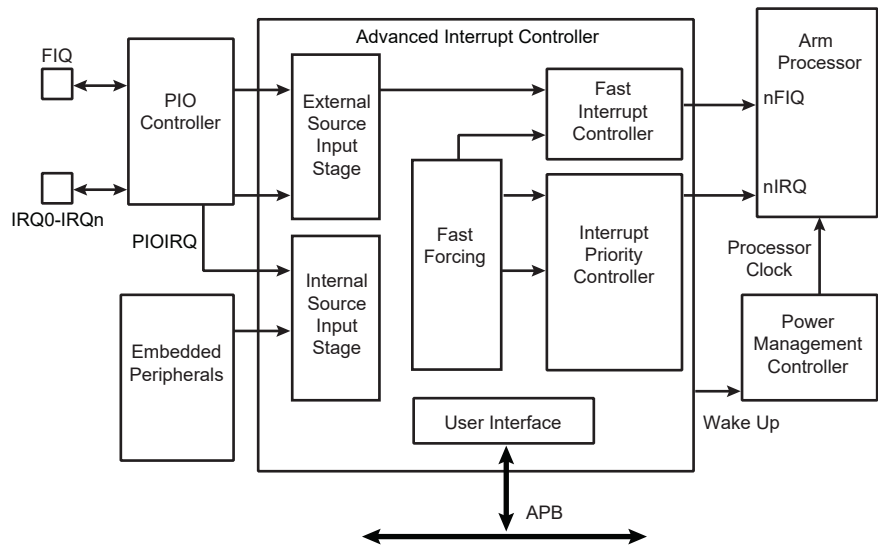 Advanced Interrupt Controller
FIQ
PIO
Controller
IRQ0-IRQn
PIOIRQ
Embedded
Peripherals
External
Source
Input
Stage
Internal
Source
Input
Stage
Fast
Forcing
Fast
Interrupt
Controller
Interrupt
Priority
Controller
User Interface
APB
Arm
Processor
nFIQ
nIRQ
Processor
Clock
Power
Management
Controller
Wake Up